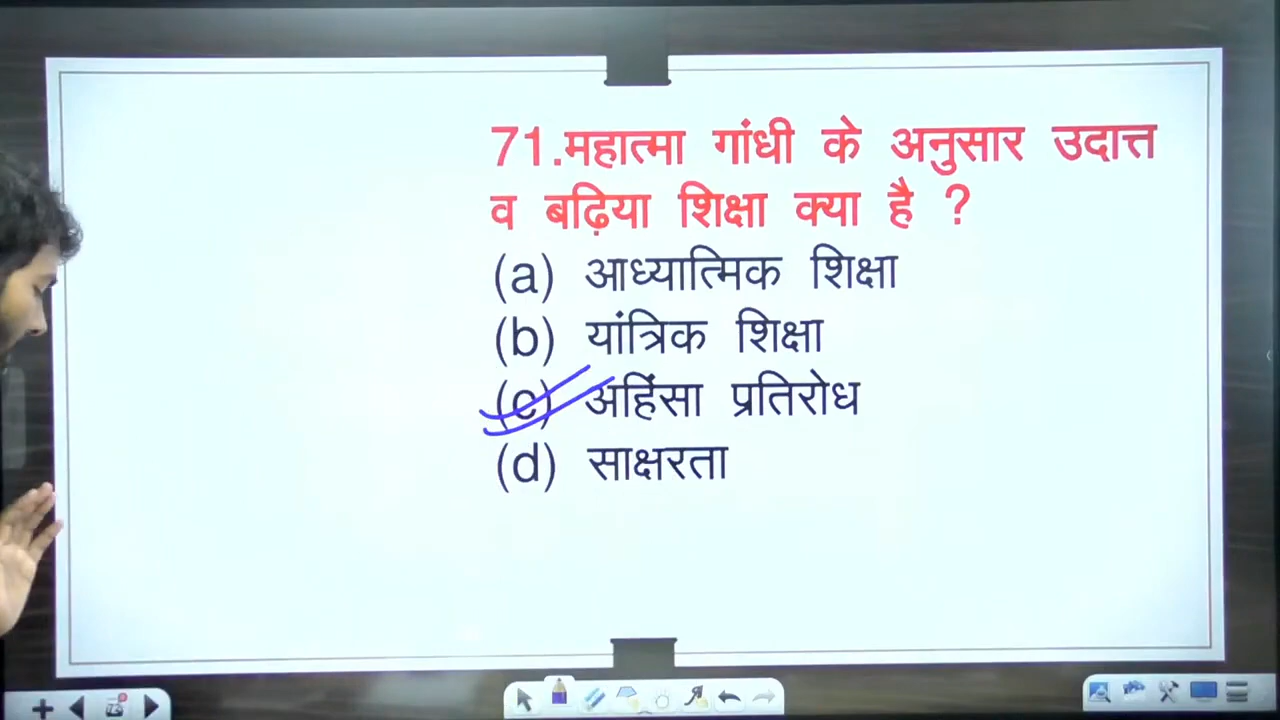 71.महात्मा गांधी के अनुसार उदात्त
व बढ़िया शिक्षा क्या है ?
(a) आध्यात्मिक शिक्षा
(b) यांत्रिक शिक्षा
(c) अहिंसा प्रतिरोध
(d) साक्षरता